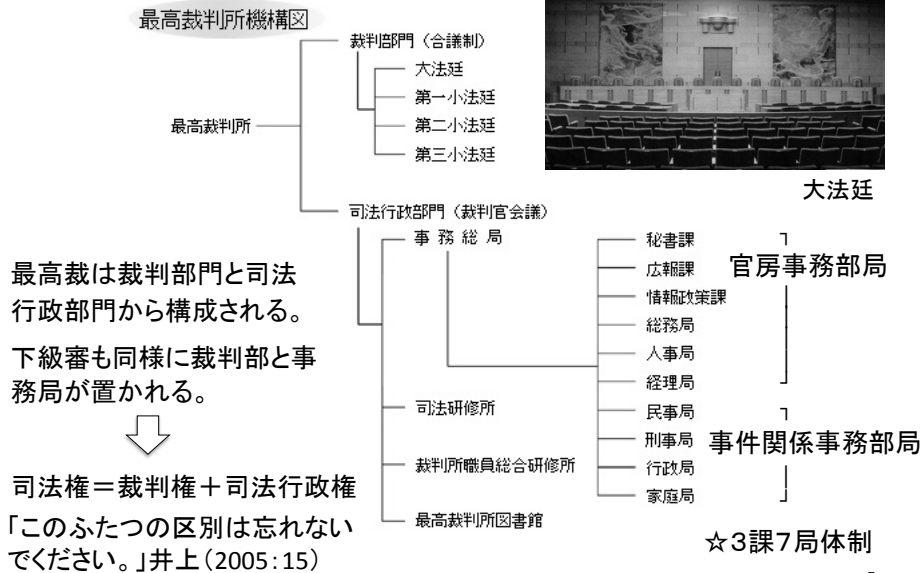 最高裁判所機構図
最高裁判所
裁判部門（合議制）
大法廷
第一小法廷
第二小法廷
第三小法廷
大法廷
司法行政部門（裁判官会議）
事務総局
秘書課
広報課
情報政策課
総務局
人事局
経理局
民事局
刑事局
行政局
家庭局
官房事務部局
事件関係事務部局
司法研修所
裁判所職員総合研修所
最高裁判所図書館
☆3課7局体制
最高裁は裁判部門と司法
行政部門から構成される。
下級審も同様に裁判部と事
務局が置かれる。
司法権＝裁判権＋司法行政権
「このふたつの区別は忘れない
でください。」井上（2005：15）